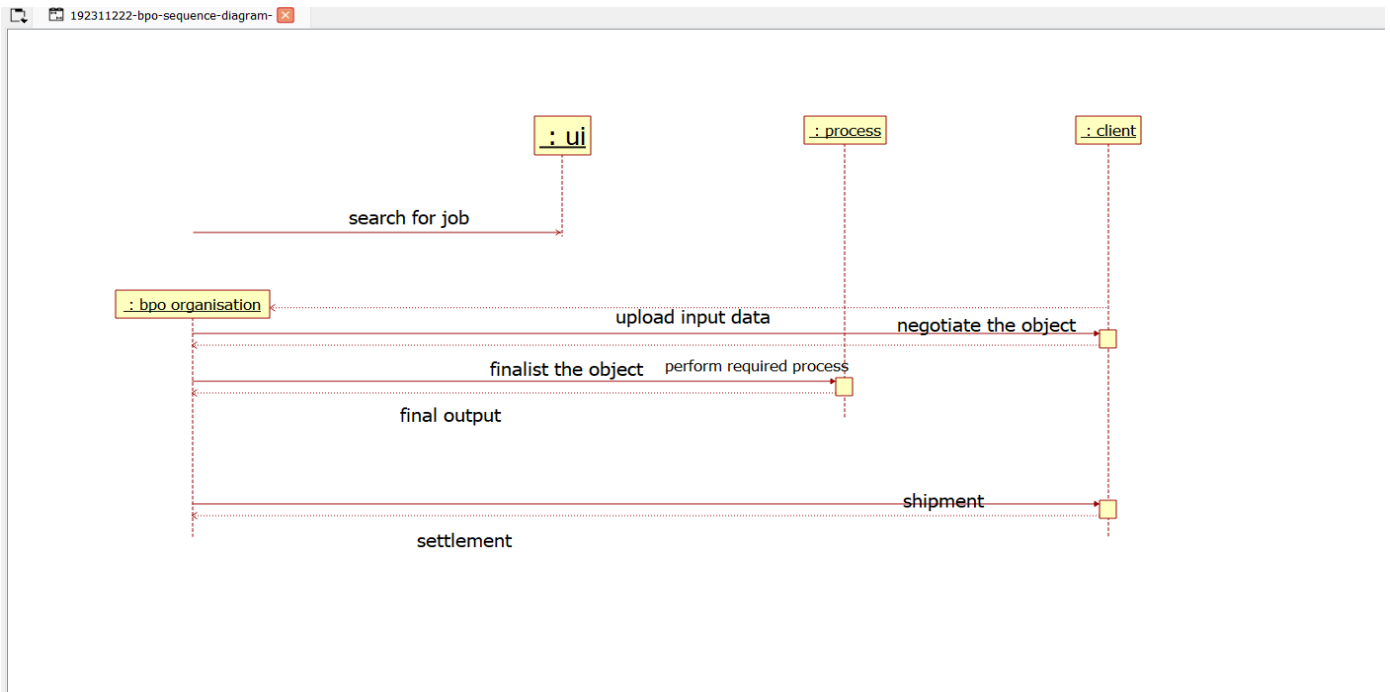 192311222-bpo-sequence-diagram-
: ui
: process
: client
search for job
: bpo organisation
upload input data
negotiate the object
finalist the object
perform required process
final output
shipment
settlement